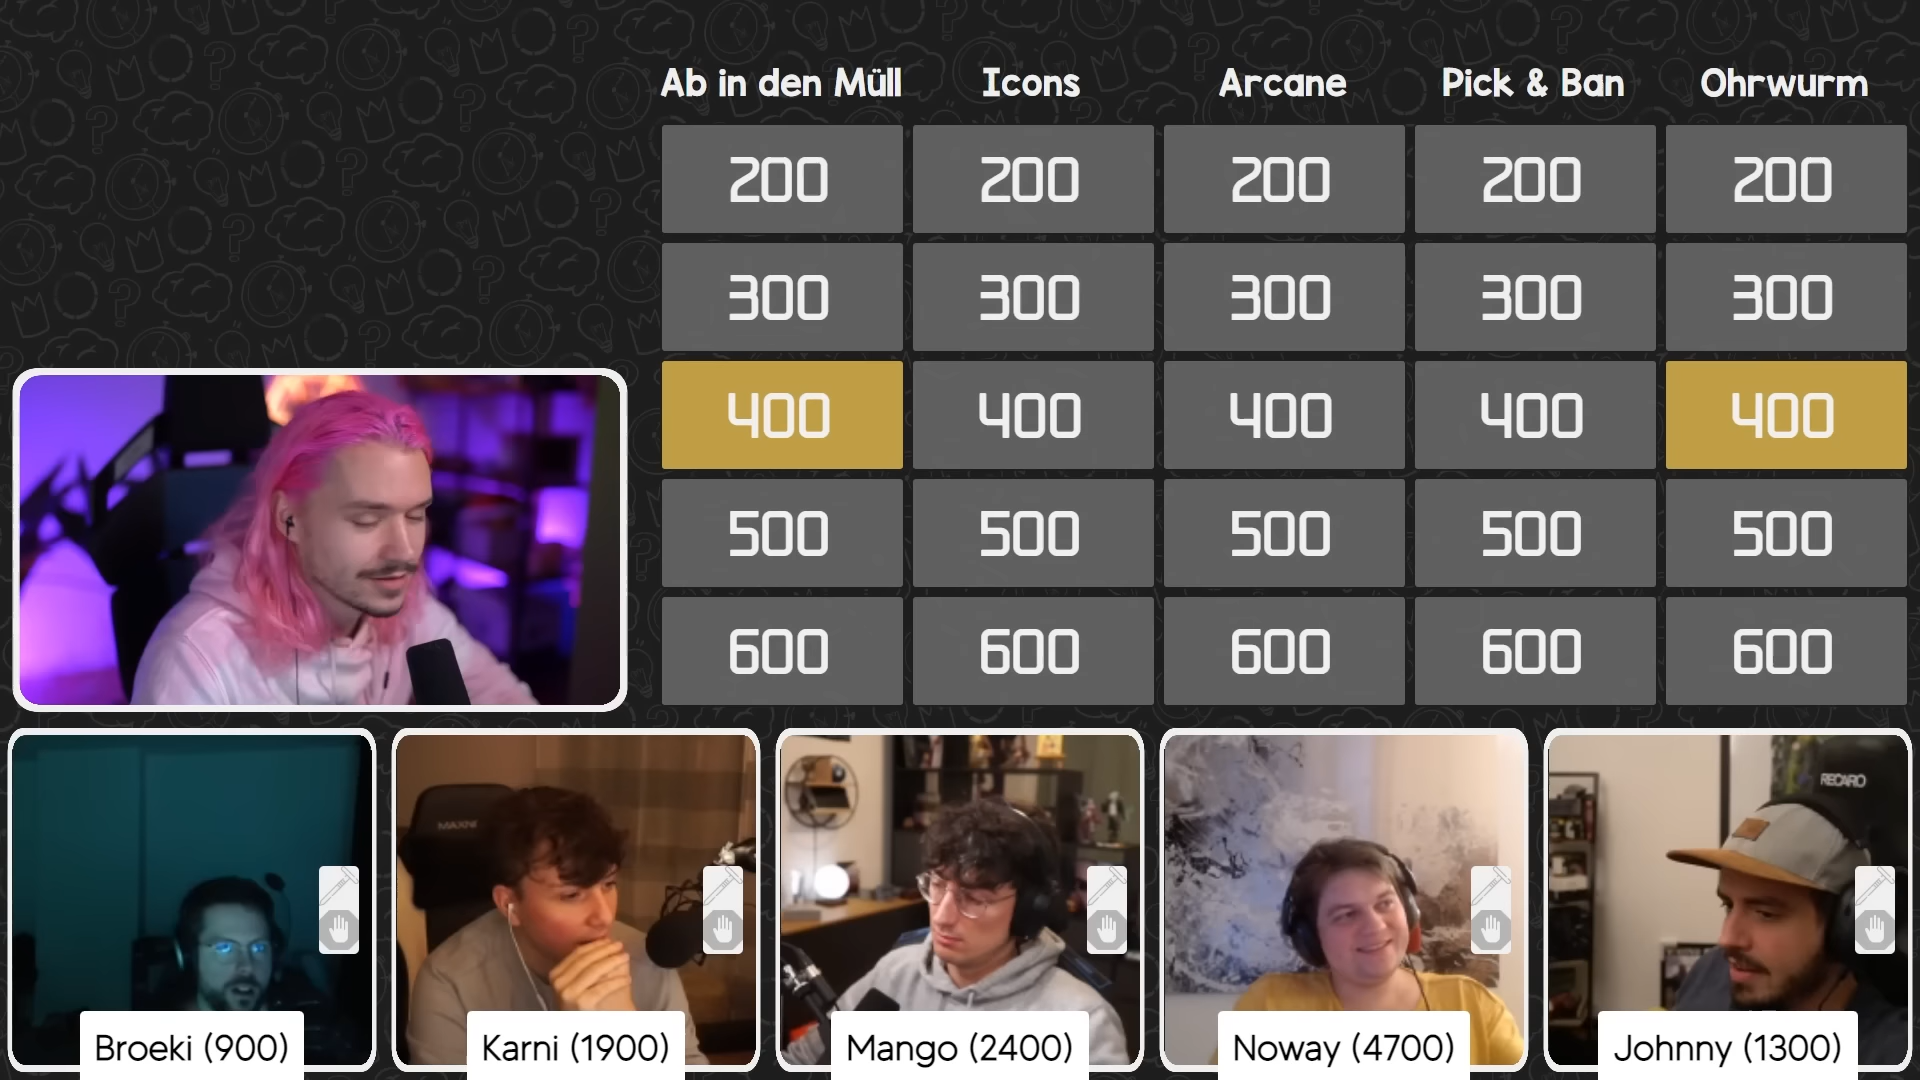 Ab in den Müll Icons Arcane Pick & Ban Ohrwurm
200 200 200 200 200
300 300 300 300 300
400 400 400 400 400
500 500 500 500 500
600 600 600 600 600
MAXN
RECARO
Broeki (900) Karni (1900) Mango (2400) Noway (4700) Johnny (1300)